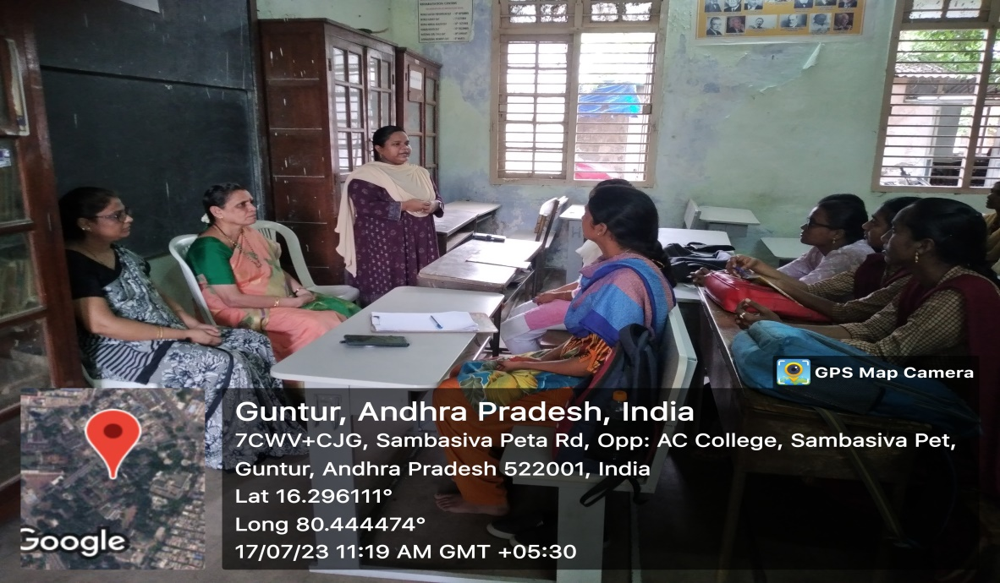 GPS Map Camera
Guntur, Andhra Pradesh, India
7CWV+CJG, Sambasiva Peta Rd, Opp: AC College, Sambasiva Pet,
Guntur, Andhra Pradesh 522001, India
Lat 16.296111°
Long 80.444474°
17/07/23 11:19 AM GMT +05:30
Google